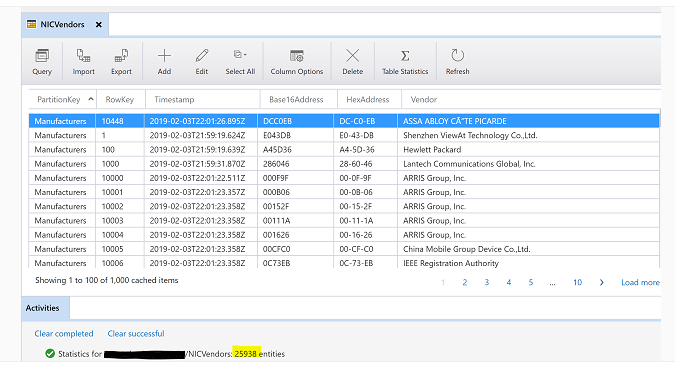 NICVendors ×
Query Import Export Add Edit Select All Column Options Delete Table Statistics Refresh
PartitionKey RowKey Timestamp Base16Address HexAddress Vendor
Manufacturers 10448 2019-02-03T22:01:26.895Z DCC0EB DC-C0-EB ASSA ABLOY CÃ"TE PICARDE
Manufacturers 1 2019-02-03T21:59:19.624Z E043DB E0-43-DB Shenzhen ViewAt Technology Co.,Ltd.
Manufacturers 100 2019-02-03T21:59:19.639Z A45D36 A4-5D-36 Hewlett Packard
Manufacturers 1000 2019-02-03T21:59:31.870Z 286046 28-60-46 Lantech Communications Global, Inc.
Manufacturers 10000 2019-02-03T22:01:22.511Z 000F9F 00-0F-9F ARRIS Group, Inc.
Manufacturers 10001 2019-02-03T22:01:23.357Z 000B06 00-0B-06 ARRIS Group, Inc.
Manufacturers 10002 2019-02-03T22:01:23.358Z 00152F 00-15-2F ARRIS Group, Inc.
Manufacturers 10003 2019-02-03T22:01:23.358Z 00111A 00-11-1A ARRIS Group, Inc.
Manufacturers 10004 2019-02-03T22:01:23.358Z 001626 00-16-26 ARRIS Group, Inc.
Manufacturers 10005 2019-02-03T22:01:23.358Z 00CFC0 00-CF-C0 China Mobile Group Device Co.,Ltd.
Manufacturers 10006 2019-02-03T22:01:23.358Z 0C73EB 0C-73-EB IEEE Registration Authority
Showing 1 to 100 of 1,000 cached items 1 2 3 4 5 ... 10 > Load more
Activities
Clear completed Clear successful
Statistics for /NICVendors: 25938 entities